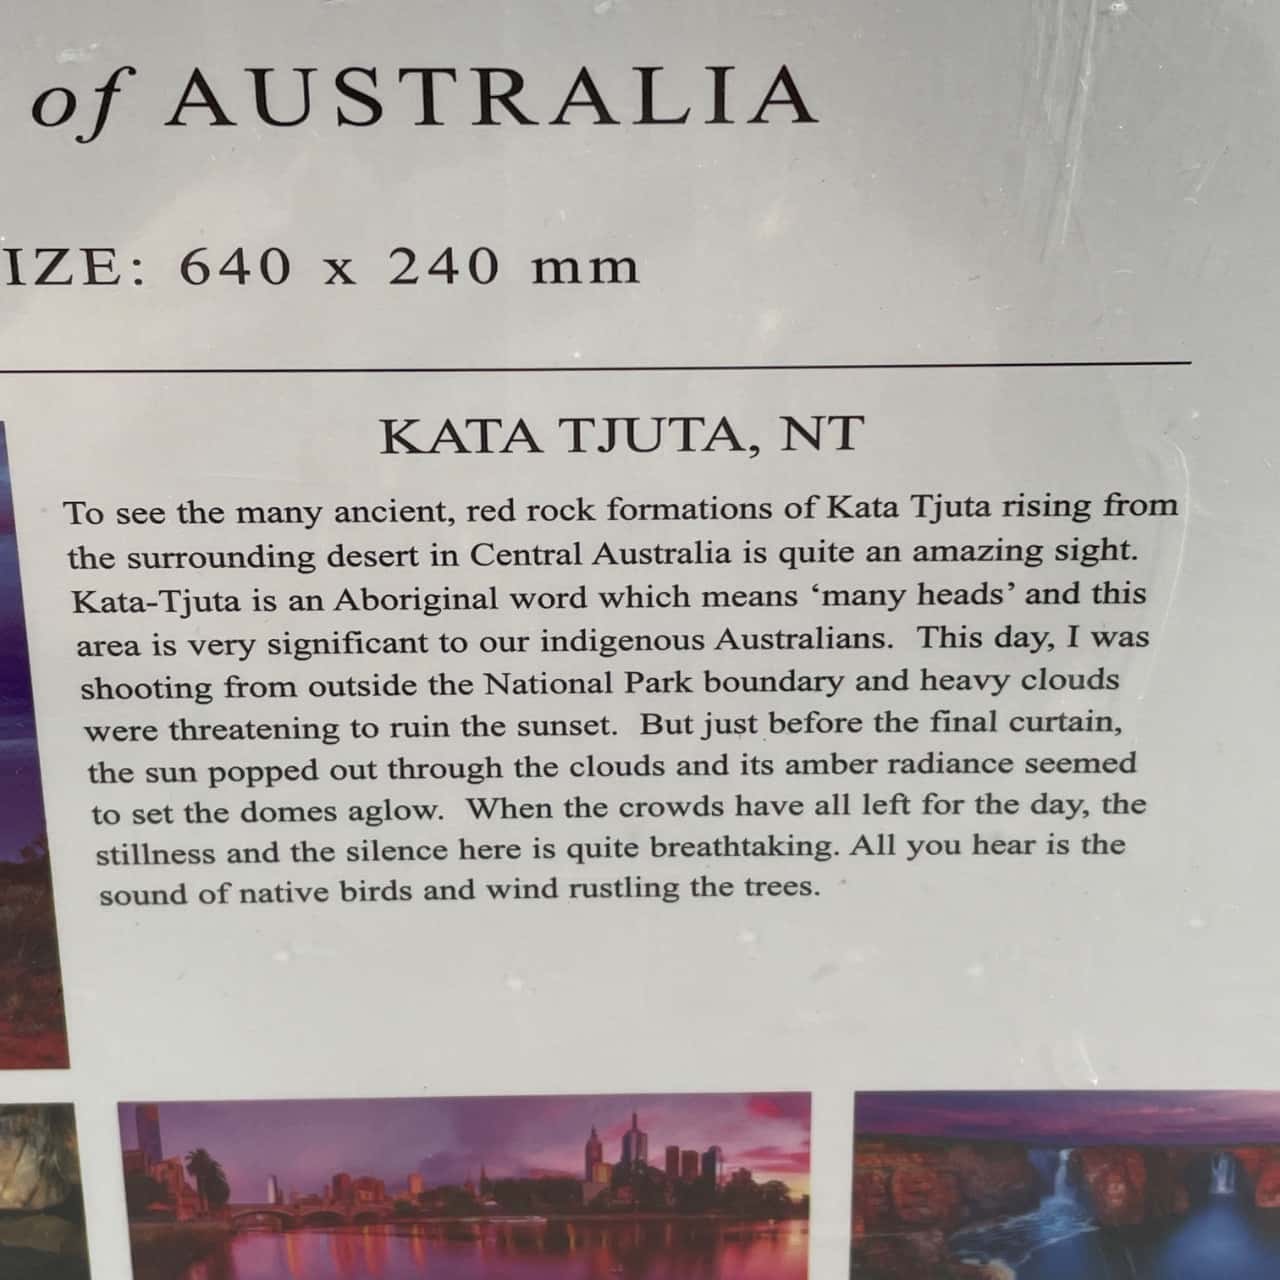 of AUSTRALIA
IZE: 640 x 240 mm
KATA TJUTA, NT
To see the many ancient, red rock formations of Kata Tjuta rising from
the surrounding desert in Central Australia is quite an amazing sight.
Kata-Tjuta is an Aboriginal word which means ‘many heads’ and this
area is very significant to our indigenous Australians.  This day, I was
shooting from outside the National Park boundary and heavy clouds
were threatening to ruin the sunset.  But just before the final curtain,
the sun popped out through the clouds and its amber radiance seemed
to set the domes aglow.  When the crowds have all left for the day, the
stillness and the silence here is quite breathtaking. All you hear is the
sound of native birds and wind rustling the trees.